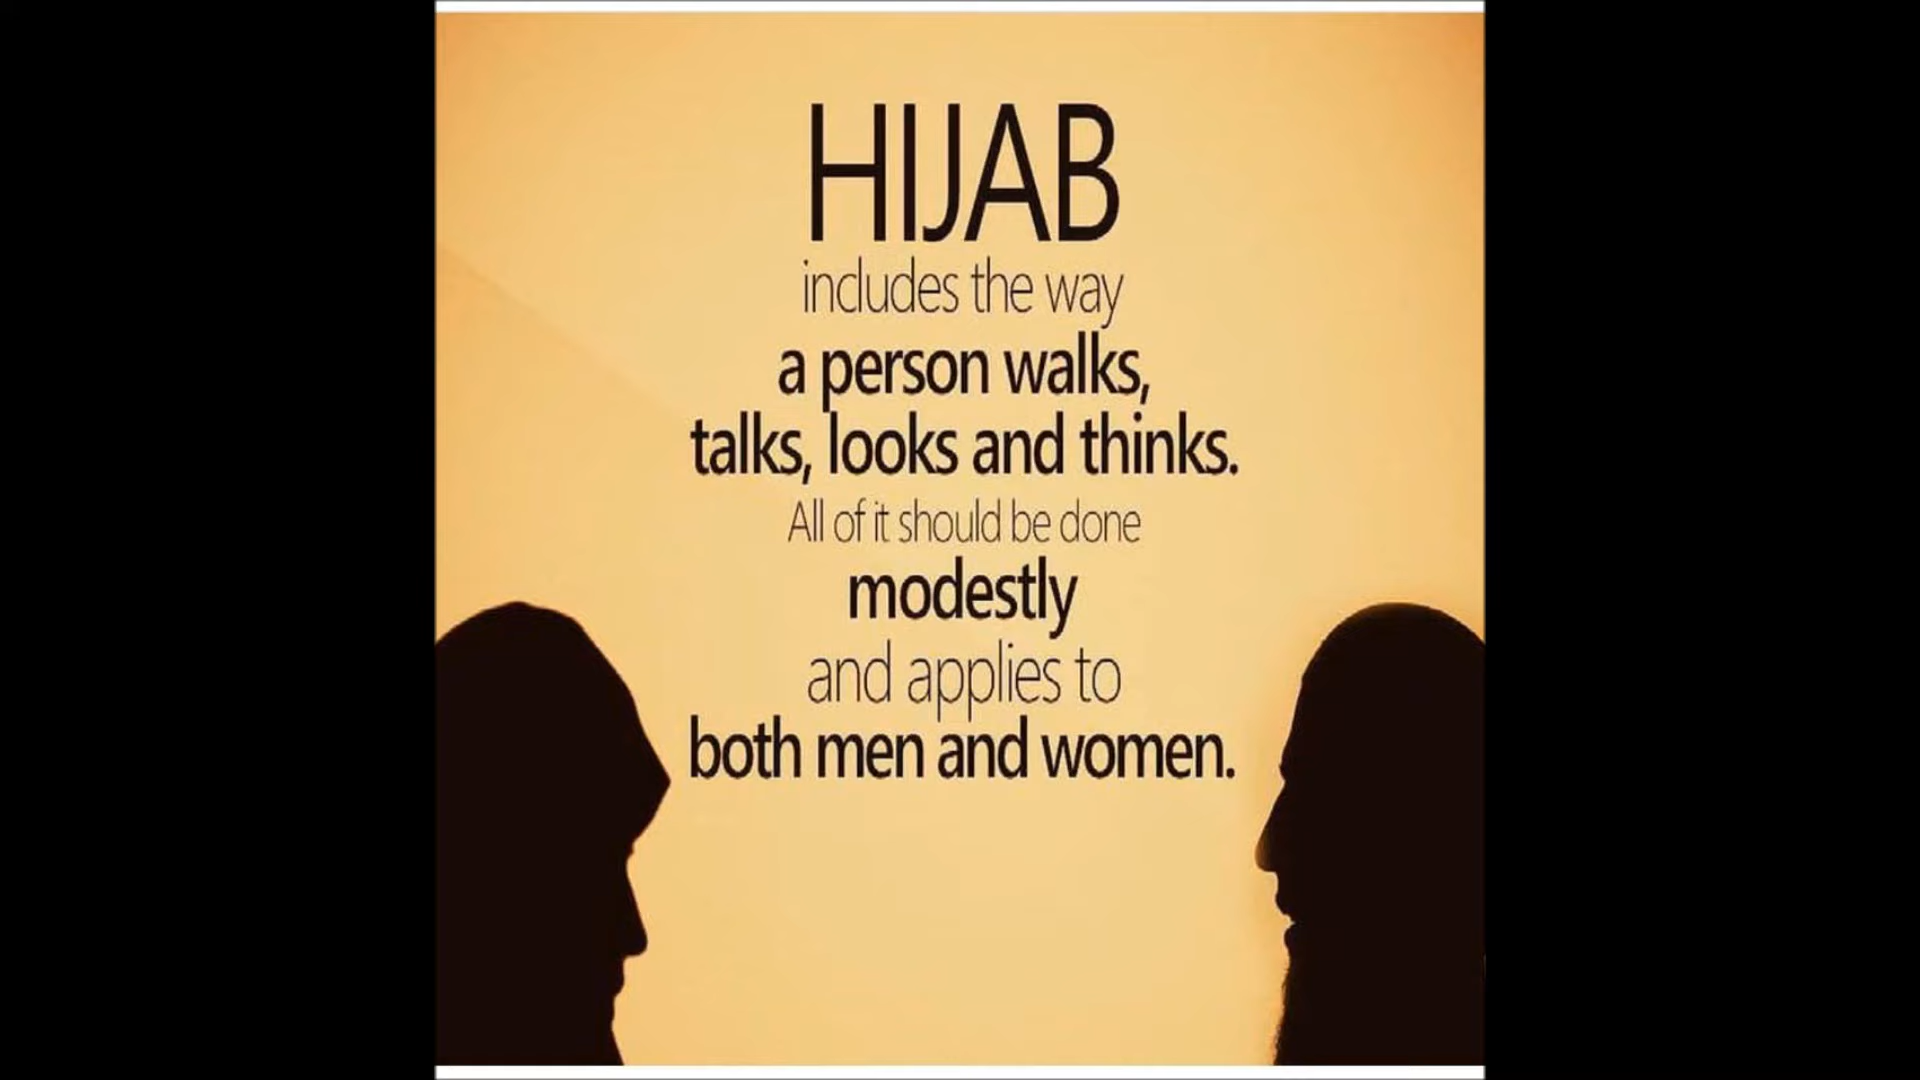 HIJAB
includes the way
a person walks,
talks, looks and thinks.
All of it should be done
modestly
and applies to
both men and women.